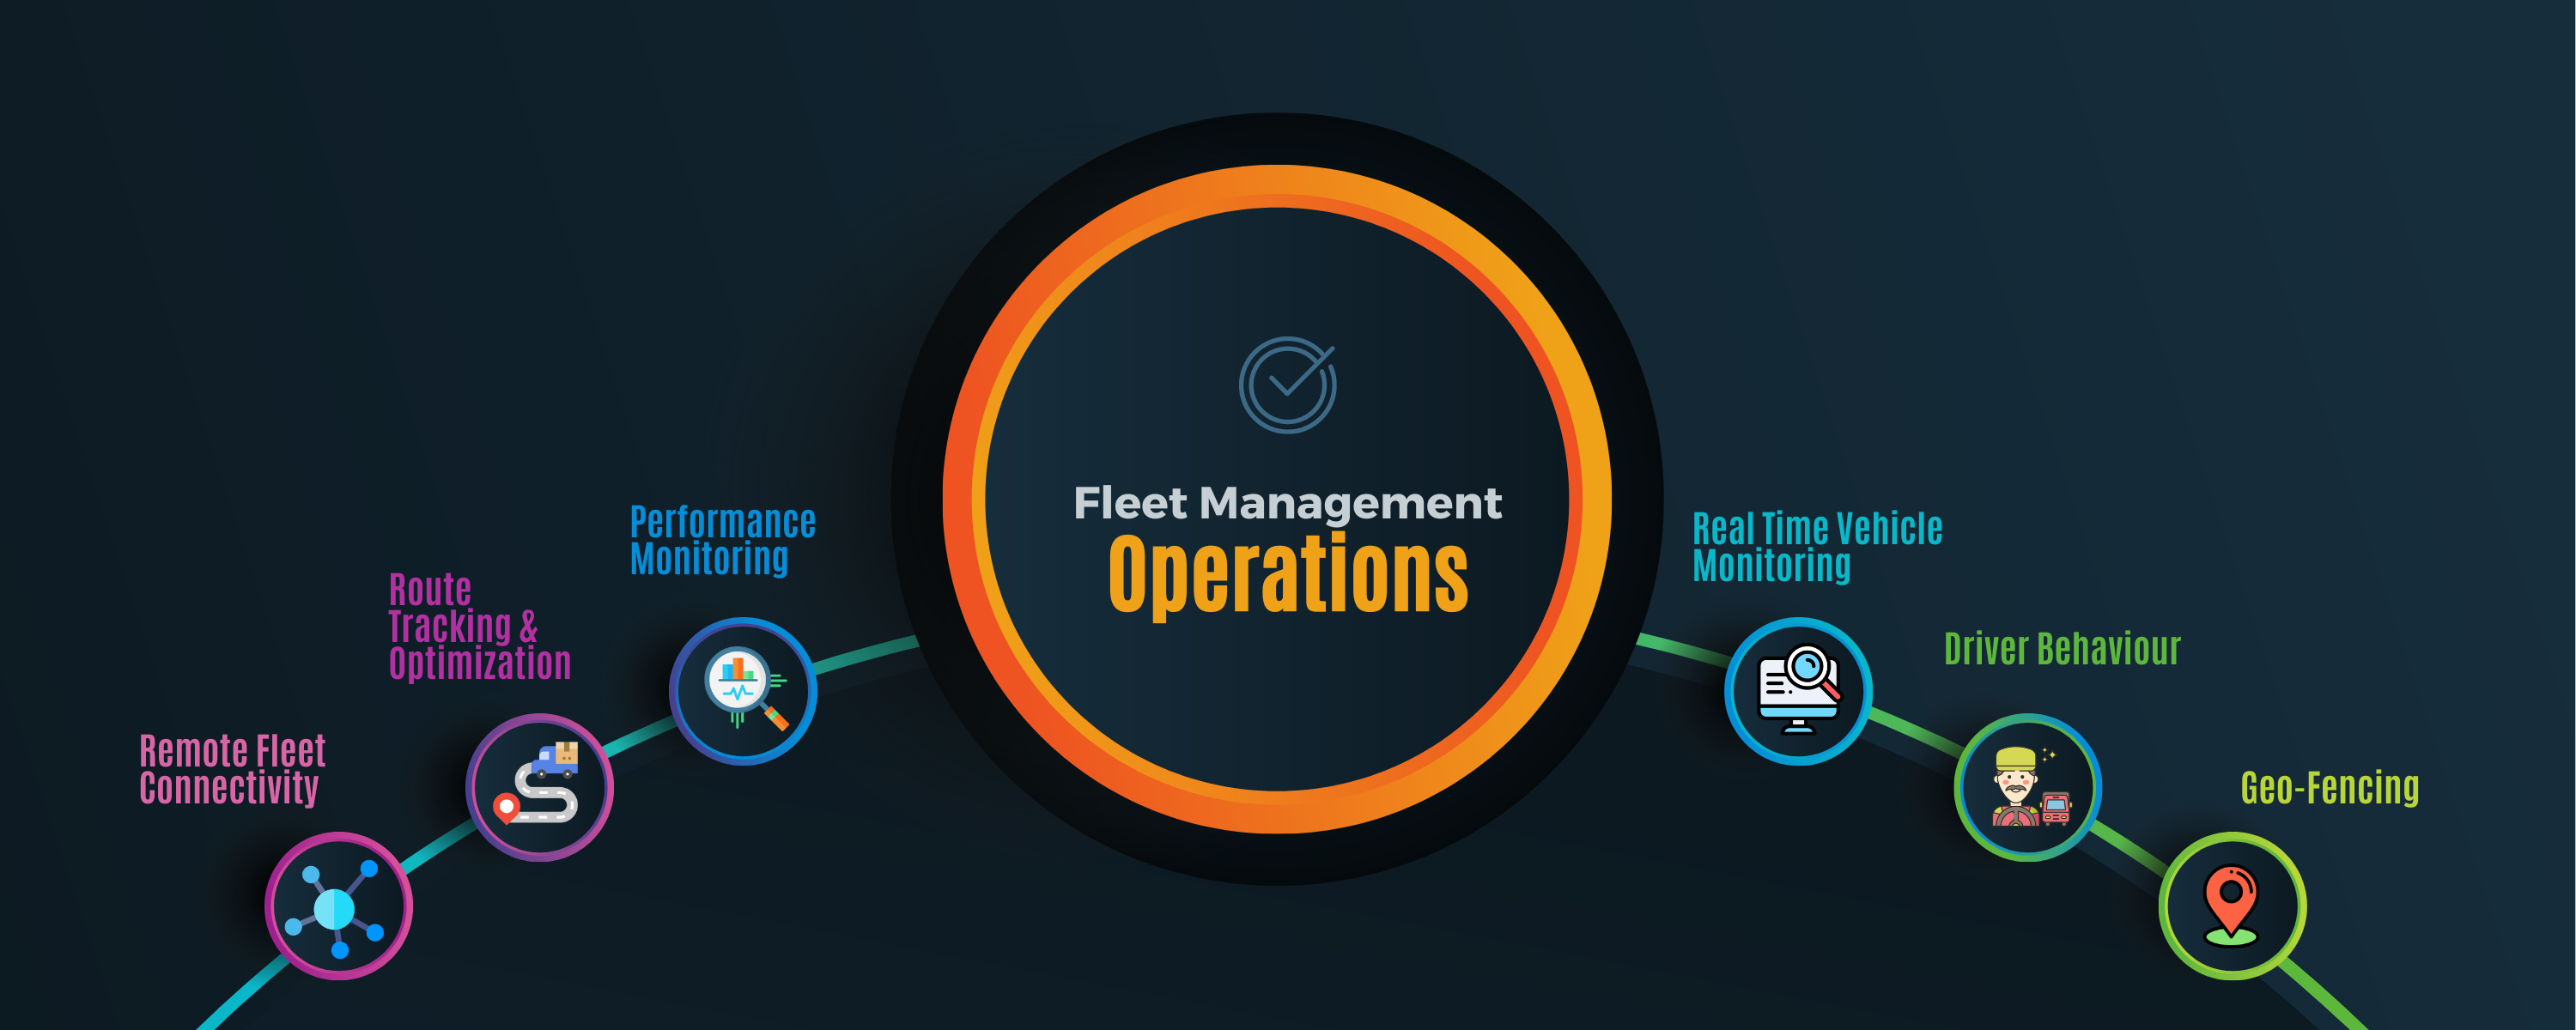 Fleet Management
Operations
Remote Fleet
Connectivity
Route
Tracking &
Optimization
Performance
Monitoring
Real Time Vehicle
Monitoring
Driver Behaviour
Geo-Fencing